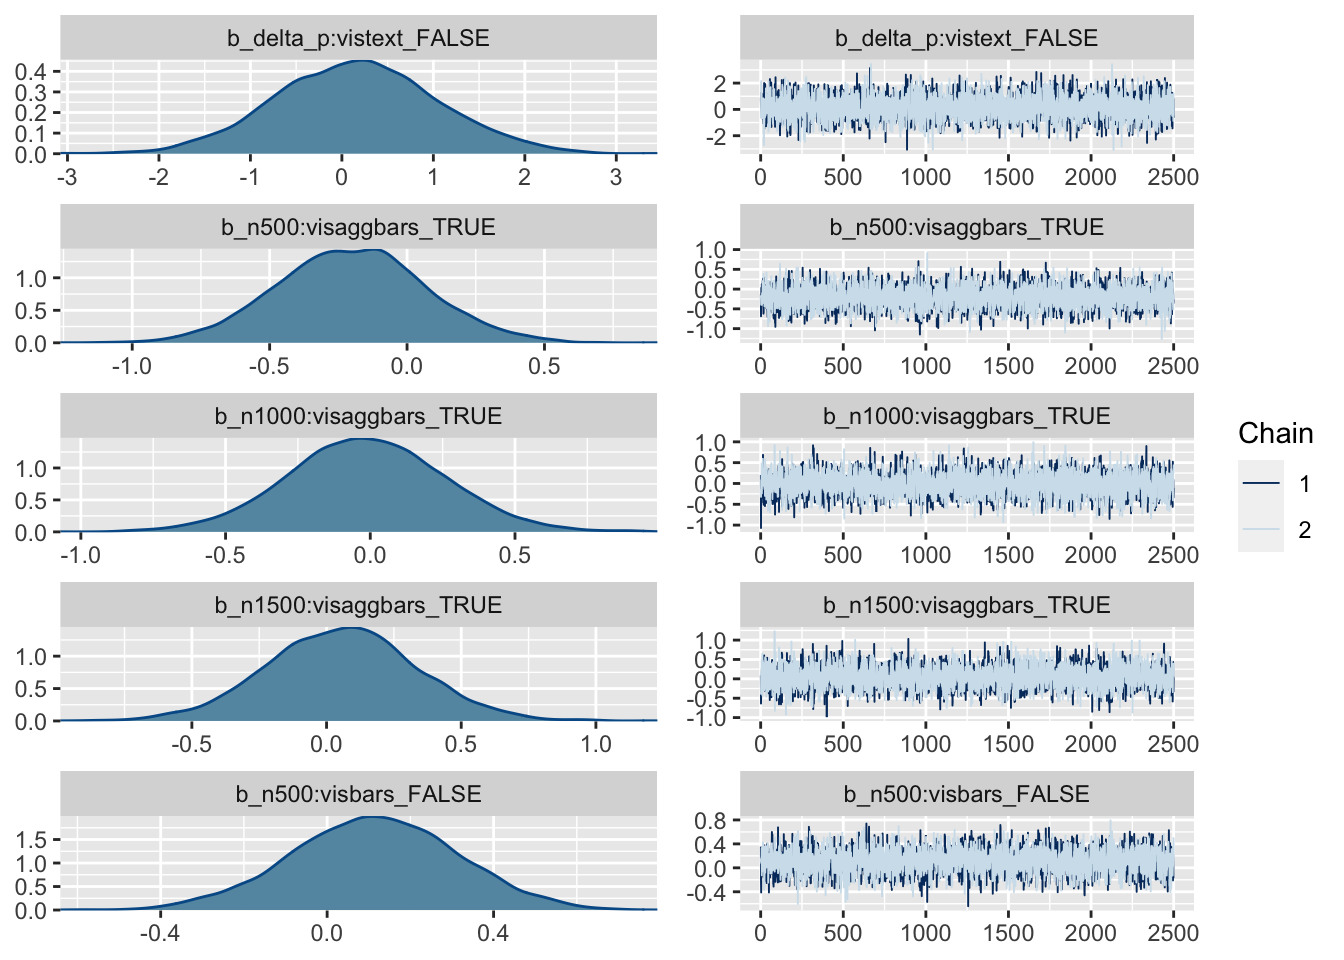 b_delta_p:vistext_FALSE
0.4
0.3
0.2
0.1
0.0
-3 -2 -1 0 1 2 3
b_delta_p:vistext_FALSE
2
0
-2
0 500 1000 1500 2000 2500
b_n500:visaggbars_TRUE
1.0
0.5
0.0
-1.0 -0.5 0.0 0.5
b_n500:visaggbars_TRUE
1.0
0.5
0.0
-0.5
-1.0
0 500 1000 1500 2000 2500
b_n1000:visaggbars_TRUE
1.0
0.5
0.0
-1.0 -0.5 0.0 0.5
b_n1000:visaggbars_TRUE
1.0
0.5
0.0
-0.5
-1.0
0 500 1000 1500 2000 2500
b_n1500:visaggbars_TRUE
1.0
0.5
0.0
-0.5 0.0 0.5 1.0
b_n1500:visaggbars_TRUE
1.0
0.5
0.0
-0.5
-1.0
0 500 1000 1500 2000 2500
b_n500:visbars_FALSE
1.5
1.0
0.5
0.0
-0.4 0.0 0.4
b_n500:visbars_FALSE
0.8
0.4
0.0
-0.4
0 500 1000 1500 2000 2500
Chain
1
2